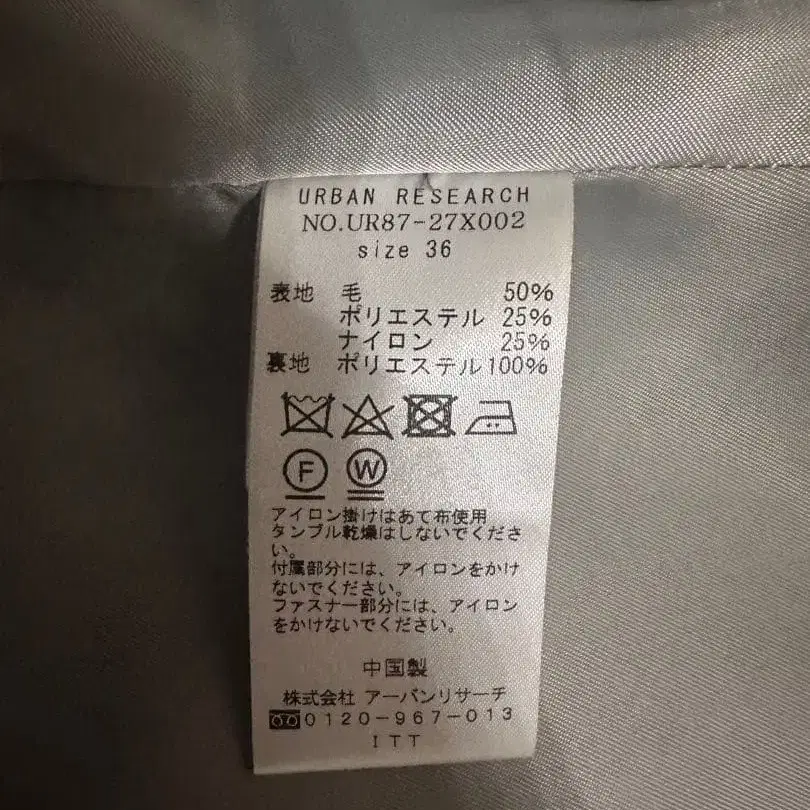 URBAN RESEARCH
NO.UR87-27X002
size 36
表地 毛 50%
ポリエステル 25%
ナイロン 25%
裏地 ポリエステル 100%
F W
アイロン掛けはあて布使用
タンブル乾燥はしないでくださ
い。
付属部分には、アイロンをかけ
ないでください。
ファスナー部分には、アイロン
をかけないでください。
中国製
株式会社 アーバンリサーチ
0120-967-013
ITT